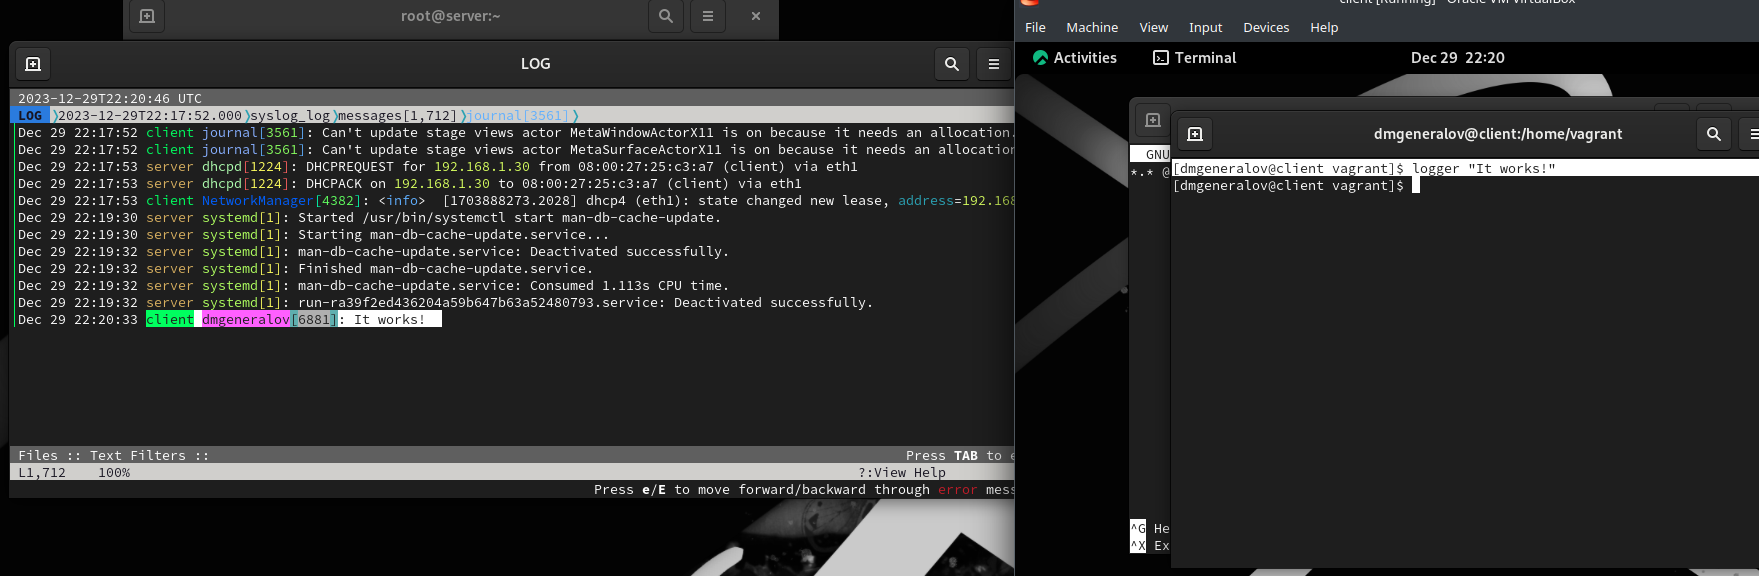 root@server:~
LOG
2023-12-29T22:20:46 UTC
LOG ⟩2023-12-29T22:17:52.000⟩syslog_log⟩messages[1,712]⟩journal[3561]⟩
Dec 29 22:17:52 client journal[3561]: Can't update stage views actor MetaWindowActorX11 is on because it needs an allocation.
Dec 29 22:17:52 client journal[3561]: Can't update stage views actor MetaSurfaceActorX11 is on because it needs an allocation
Dec 29 22:17:53 server dhcpd[1224]: DHCPREQUEST for 192.168.1.30 from 08:00:27:25:c3:a7 (client) via eth1
Dec 29 22:17:53 server dhcpd[1224]: DHCPACK on 192.168.1.30 to 08:00:27:25:c3:a7 (client) via eth1
Dec 29 22:17:53 client NetworkManager[4382]: <info>  [1703888273.2028] dhcp4 (eth1): state changed new lease, address=192.168
Dec 29 22:19:30 server systemd[1]: Started /usr/bin/systemctl start man-db-cache-update.
Dec 29 22:19:30 server systemd[1]: Starting man-db-cache-update.service...
Dec 29 22:19:32 server systemd[1]: man-db-cache-update.service: Deactivated successfully.
Dec 29 22:19:32 server systemd[1]: Finished man-db-cache-update.service.
Dec 29 22:19:32 server systemd[1]: man-db-cache-update.service: Consumed 1.113s CPU time.
Dec 29 22:19:32 server systemd[1]: run-ra39f2ed436204a59b647b63a52480793.service: Deactivated successfully.
Dec 29 22:20:33 client dmgeneralov[6881]: It works!
Files :: Text Filters ::
Press TAB to e
L1,712    100%
?:View Help
Press e/E to move forward/backward through error mess
client [Running] - Oracle VM VirtualBox
File Machine View Input Devices Help
Activities Terminal Dec 29 22:20
GNU
*.* @
^G He
^X Ex
dmgeneralov@client:/home/vagrant
[dmgeneralov@client vagrant]$ logger "It works!"
[dmgeneralov@client vagrant]$